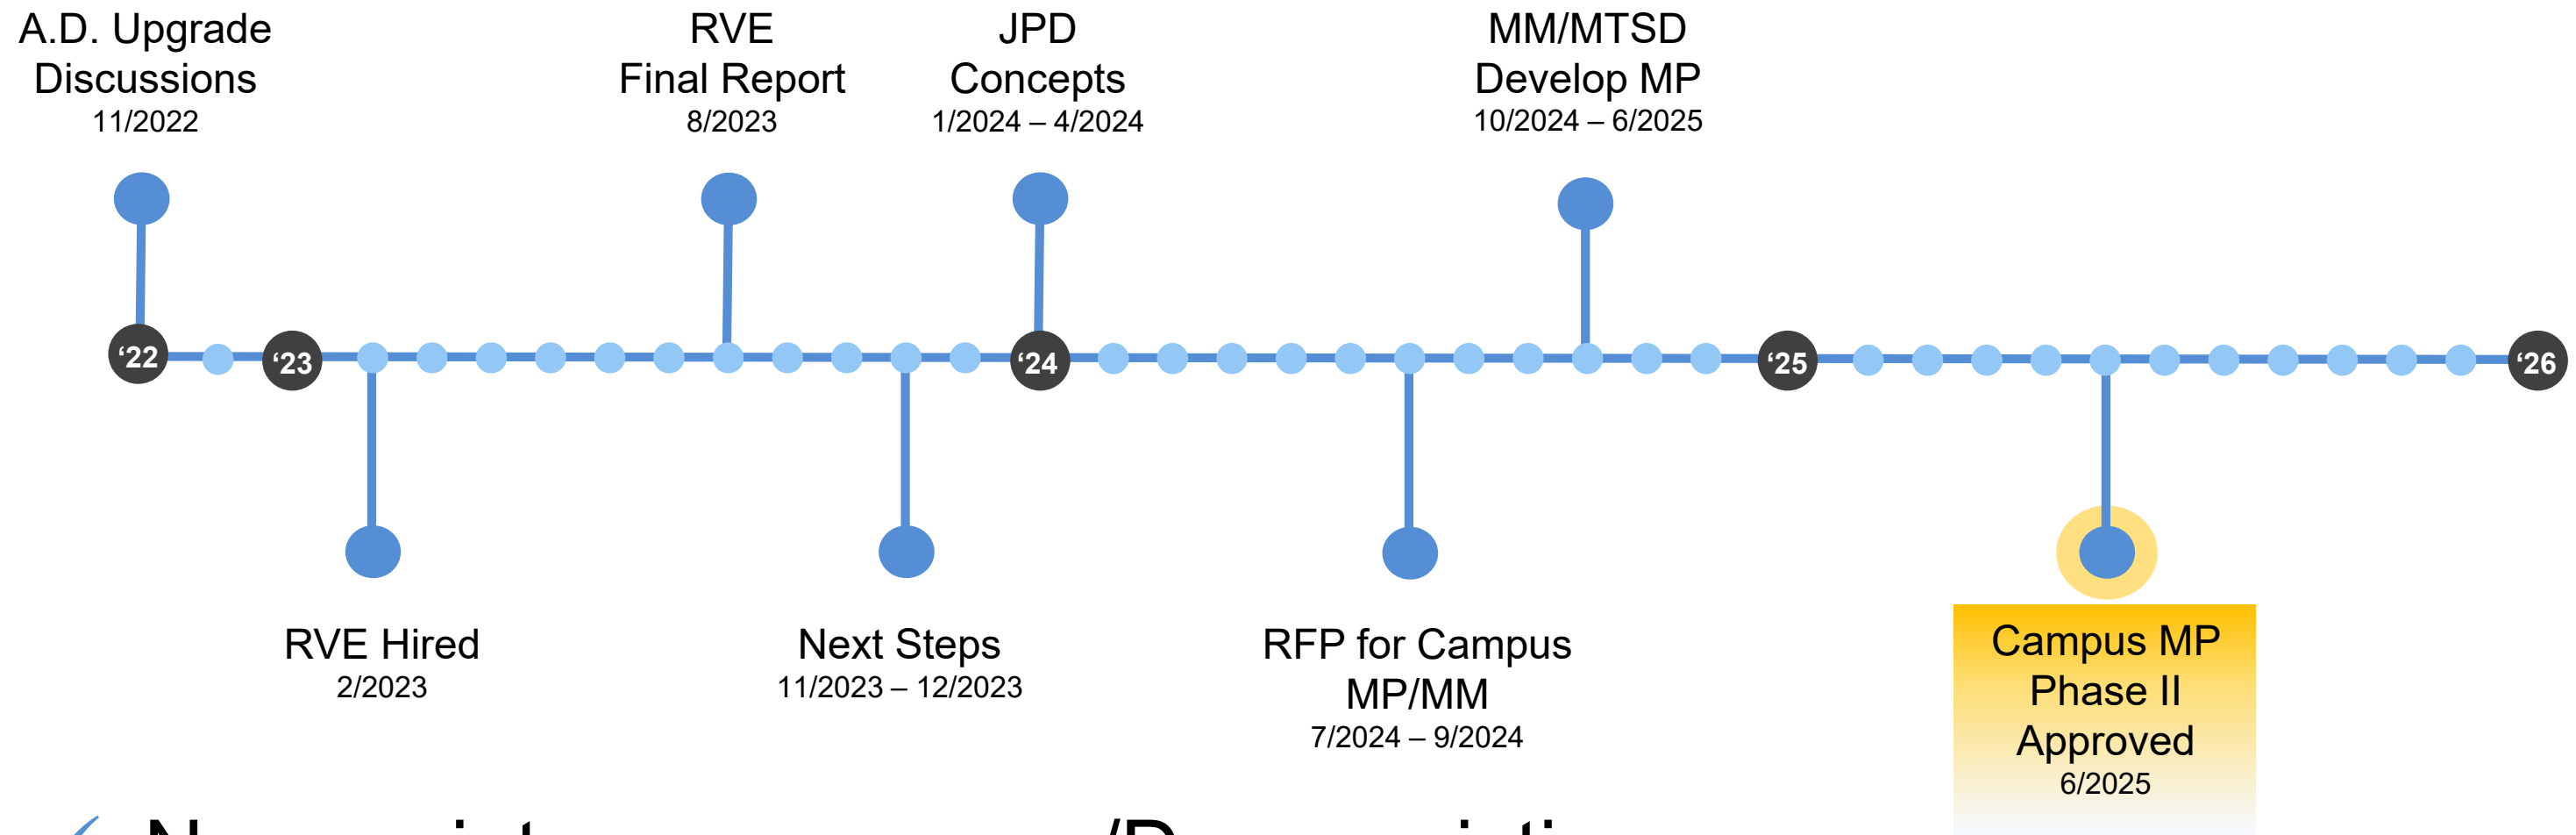 A.D. Upgrade
Discussions
11/2022
RVE
Final Report
8/2023
JPD
Concepts
1/2024 – 4/2024
MM/MTSD
Develop MP
10/2024 – 6/2025
‘22
‘23
‘24
‘25
‘26
RVE Hired
2/2023
Next Steps
11/2023 – 12/2023
RFP for Campus
MP/MM
7/2024 – 9/2024
Campus MP
Phase II
Approved
6/2025